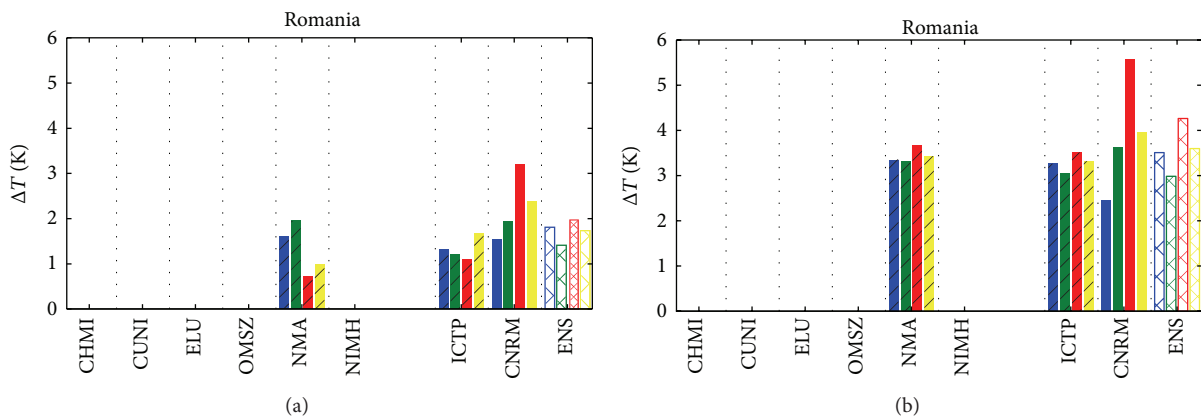 Romania
6
5
4
3
2
1
0
ΔT (K)
CHMI
CUNI
ELU
OMSZ
NMA
NIMH
ICTP
CNRM
ENS
(a)
Romania
6
5
4
3
2
1
0
ΔT (K)
CHMI
CUNI
ELU
OMSZ
NMA
NIMH
ICTP
CNRM
ENS
(b)